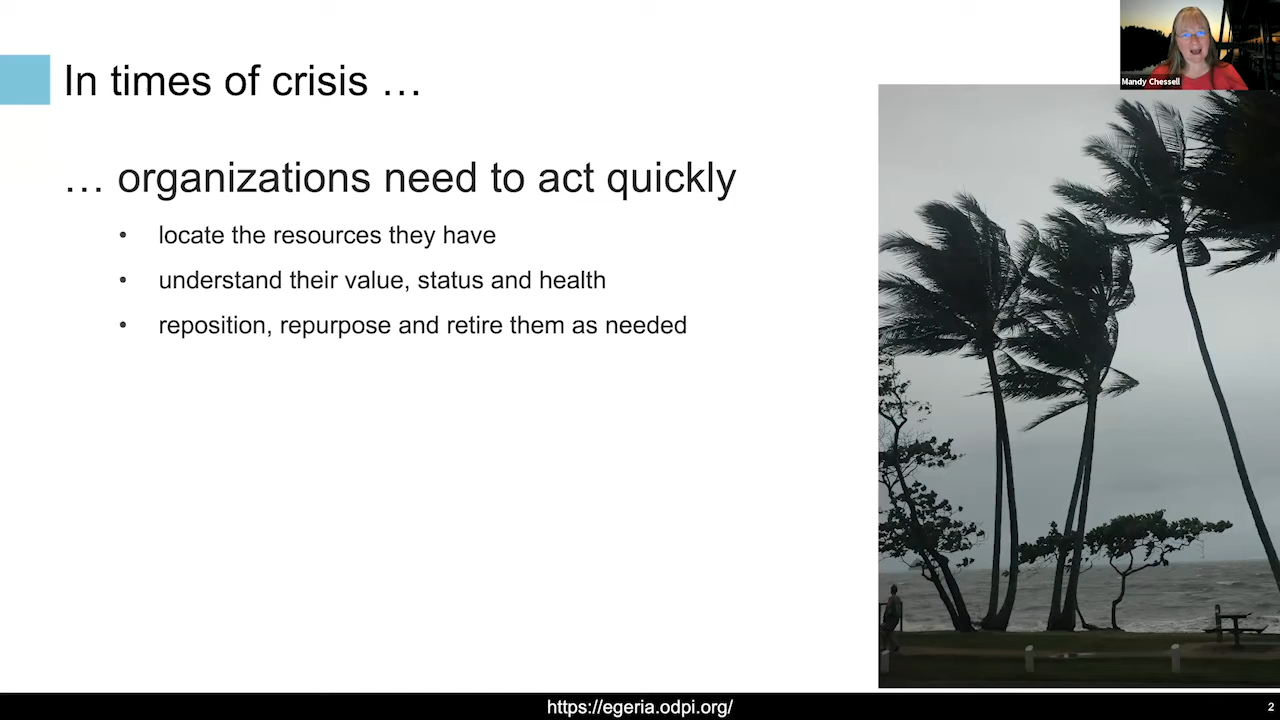 Mandy Chessell
In times of crisis …
… organizations need to act quickly
• locate the resources they have
• understand their value, status and health
• reposition, repurpose and retire them as needed
https://egeria.odpi.org/
2